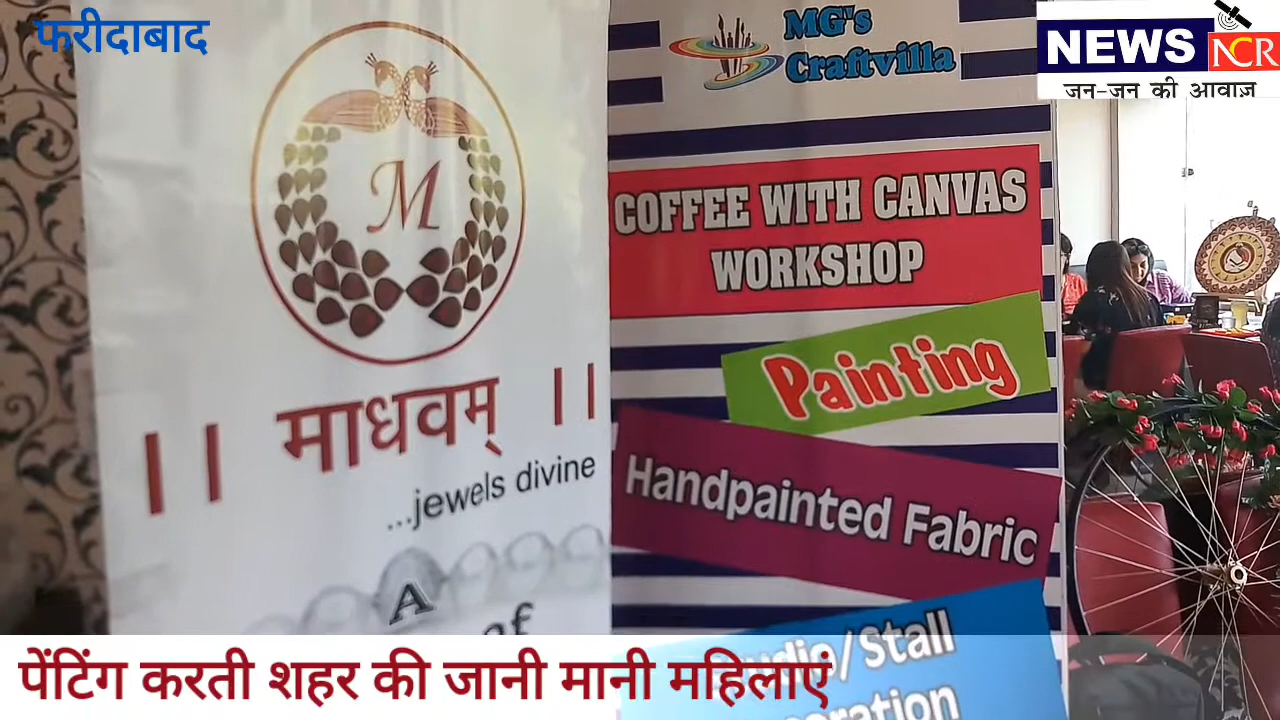 फरीदाबाद
NEWS NCR
जन-जन की आवाज़
M
।। माधवम् ।।
...jewels divine
A
of
MG's
Craftvilla
COFFEE WITH CANVAS
WORKSHOP
Painting
Handpainted Fabric
/Stall
पेंटिंग करती शहर की जानी मानी महिलाएं